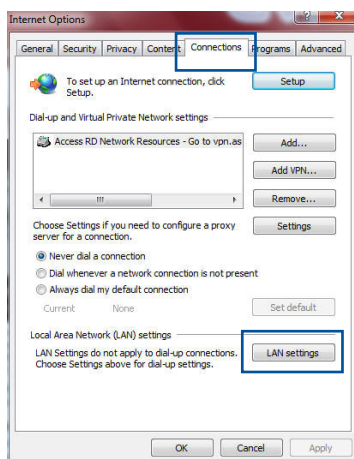 Internet Options
General Security Privacy Content Connections Programs Advanced
To set up an Internet connection, click
Setup.
Setup
Dial-up and Virtual Private Network settings
Access RD Network Resources - Go to vpn.as
Add...
Add VPN...
Remove...
Choose Settings if you need to configure a proxy
server for a connection.
Settings
Never dial a connection
Dial whenever a network connection is not present
Always dial my default connection
Current None
Set default
Local Area Network (LAN) settings
LAN Settings do not apply to dial-up connections.
Choose Settings above for dial-up settings.
LAN settings
OK Cancel Apply